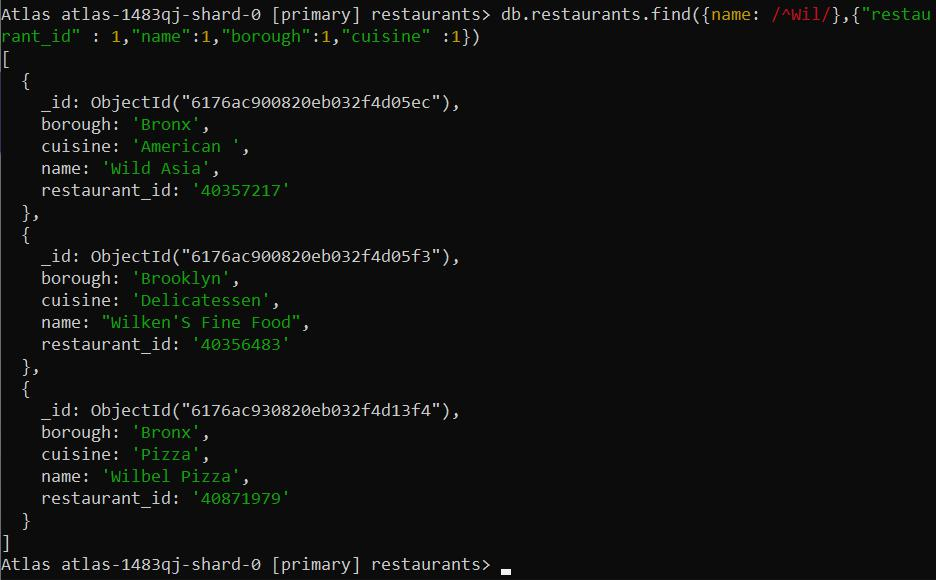 Atlas atlas-1483qj-shard-0 [primary] restaurants> db.restaurants.find({name: /^Wil/},{"restau
rant_id" : 1,"name":1,"borough":1,"cuisine" :1})
[
  {
    _id: ObjectId("6176ac900820eb032f4d05ec"),
    borough: 'Bronx',
    cuisine: 'American ',
    name: 'Wild Asia',
    restaurant_id: '40357217'
  },
  {
    _id: ObjectId("6176ac900820eb032f4d05f3"),
    borough: 'Brooklyn',
    cuisine: 'Delicatessen',
    name: "Wilken'S Fine Food",
    restaurant_id: '40356483'
  },
  {
    _id: ObjectId("6176ac930820eb032f4d13f4"),
    borough: 'Bronx',
    cuisine: 'Pizza',
    name: 'Wilbel Pizza',
    restaurant_id: '40871979'
  }
]
Atlas atlas-1483qj-shard-0 [primary] restaurants>